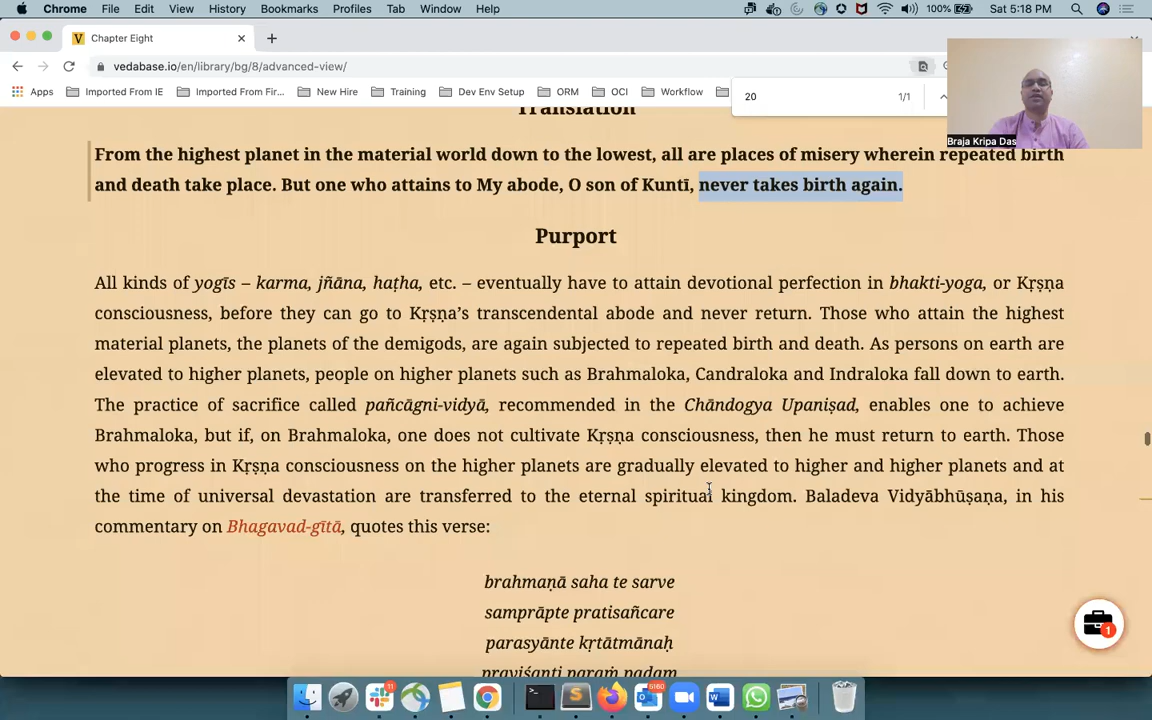 Chrome File Edit View History Bookmarks Profiles Tab Window Help 100% Sat 5:18 PM
Chapter Eight
vedabase.io/en/library/bg/8/advanced-view/
Apps Imported From IE Imported From Fir... New Hire Training Dev Env Setup ORM OCI Workflow
20 1/1
Braja Kripa Das
Translation
From the highest planet in the material world down to the lowest, all are places of misery wherein repeated birth
and death take place. But one who attains to My abode, O son of Kuntī, never takes birth again.
Purport
All kinds of yogīs – karma, jñāna, haṭha, etc. – eventually have to attain devotional perfection in bhakti-yoga, or Kṛṣṇa
consciousness, before they can go to Kṛṣṇa’s transcendental abode and never return. Those who attain the highest
material planets, the planets of the demigods, are again subjected to repeated birth and death. As persons on earth are
elevated to higher planets, people on higher planets such as Brahmaloka, Candraloka and Indraloka fall down to earth.
The practice of sacrifice called pañcāgni-vidyā, recommended in the Chāndogya Upaniṣad, enables one to achieve
Brahmaloka, but if, on Brahmaloka, one does not cultivate Kṛṣṇa consciousness, then he must return to earth. Those
who progress in Kṛṣṇa consciousness on the higher planets are gradually elevated to higher and higher planets and at
the time of universal devastation are transferred to the eternal spiritual kingdom. Baladeva Vidyābhūṣaṇa, in his
commentary on Bhagavad-gītā, quotes this verse:
brahmaṇā saha te sarve
samprāpte pratisañcare
parasyānte kṛtātmānaḥ
praviśanti paraṁ padam
1
11
6160